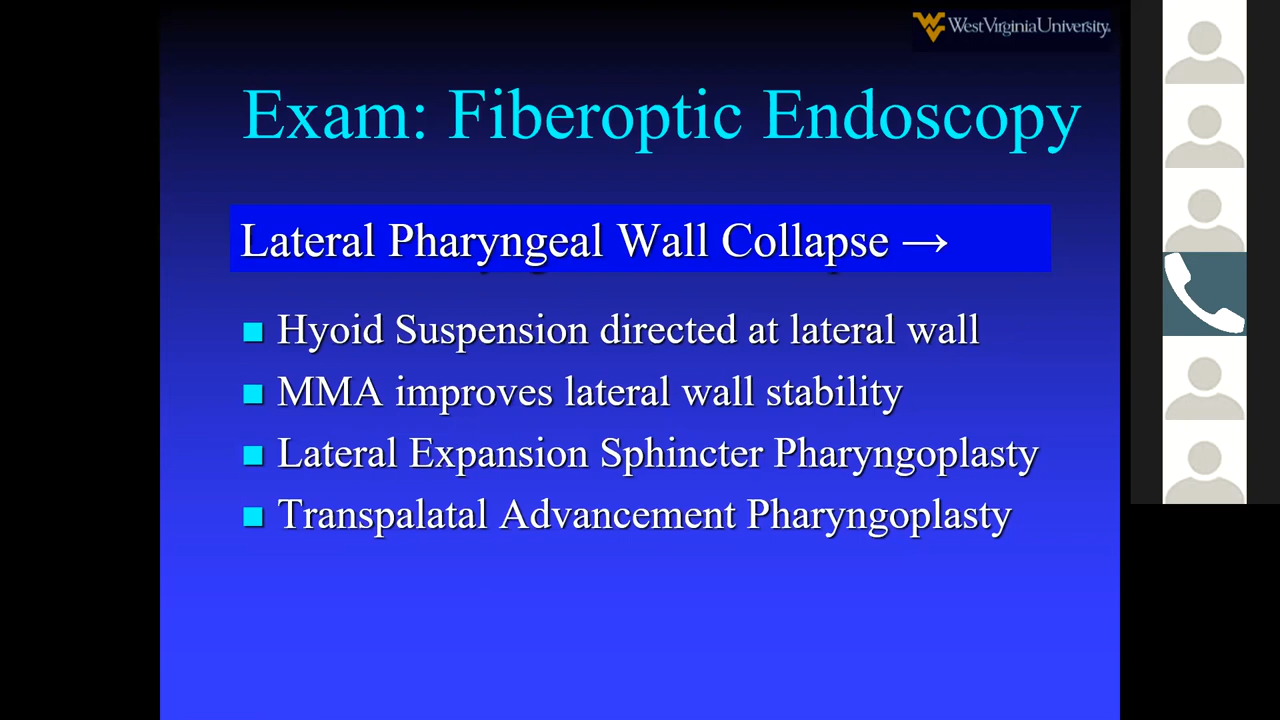 WestVirginiaUniversity.
Exam: Fiberoptic Endoscopy
Lateral Pharyngeal Wall Collapse →
Hyoid Suspension directed at lateral wall
MMA improves lateral wall stability
Lateral Expansion Sphincter Pharyngoplasty
Transpalatal Advancement Pharyngoplasty